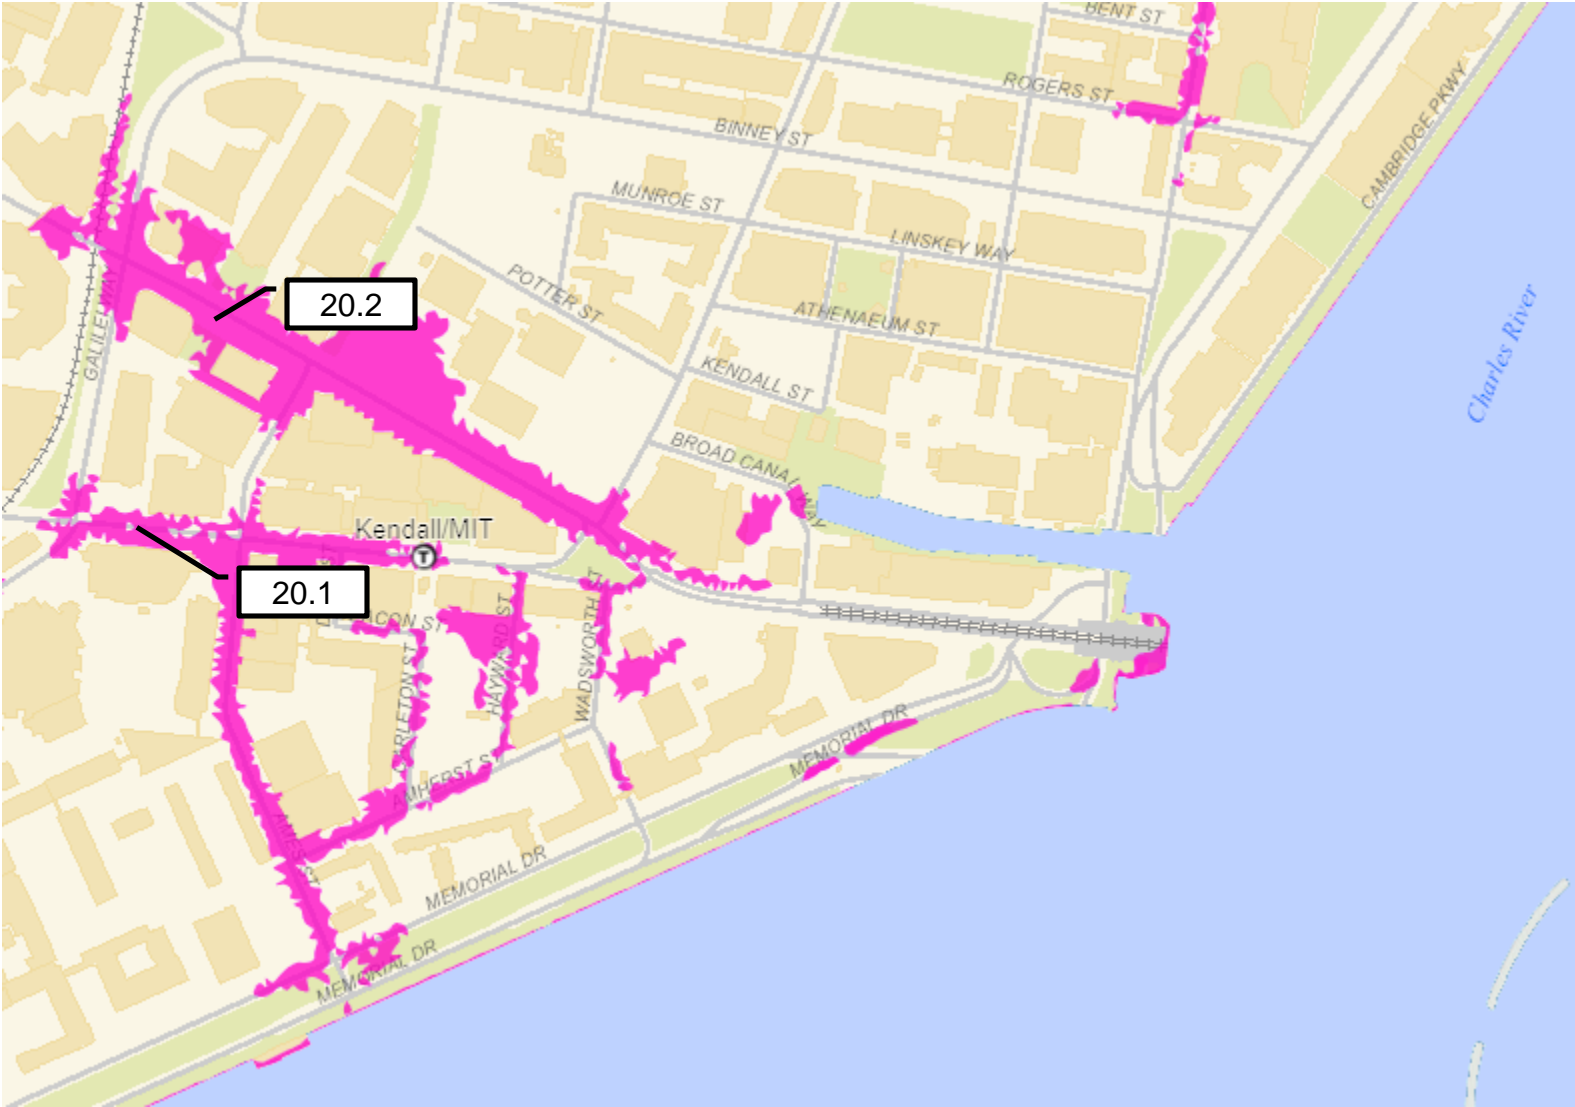 BENT ST
ROGERS ST
CAMBRIDGE PKWY
BINNEY ST
MUNROE ST
LINSKEY WAY
GALILEI WAY
20.2
POTTER ST
ATHENAEUM ST
Charles River
KENDALL ST
BROAD CANAL WAY
Kendall/MIT
T
20.1
ACON ST
HAYWARD ST
WADSWORTH ST
CARLETON ST
MEMORIAL DR
AMHERST ST
AMES ST
MEMORIAL DR
MEMORIAL DR